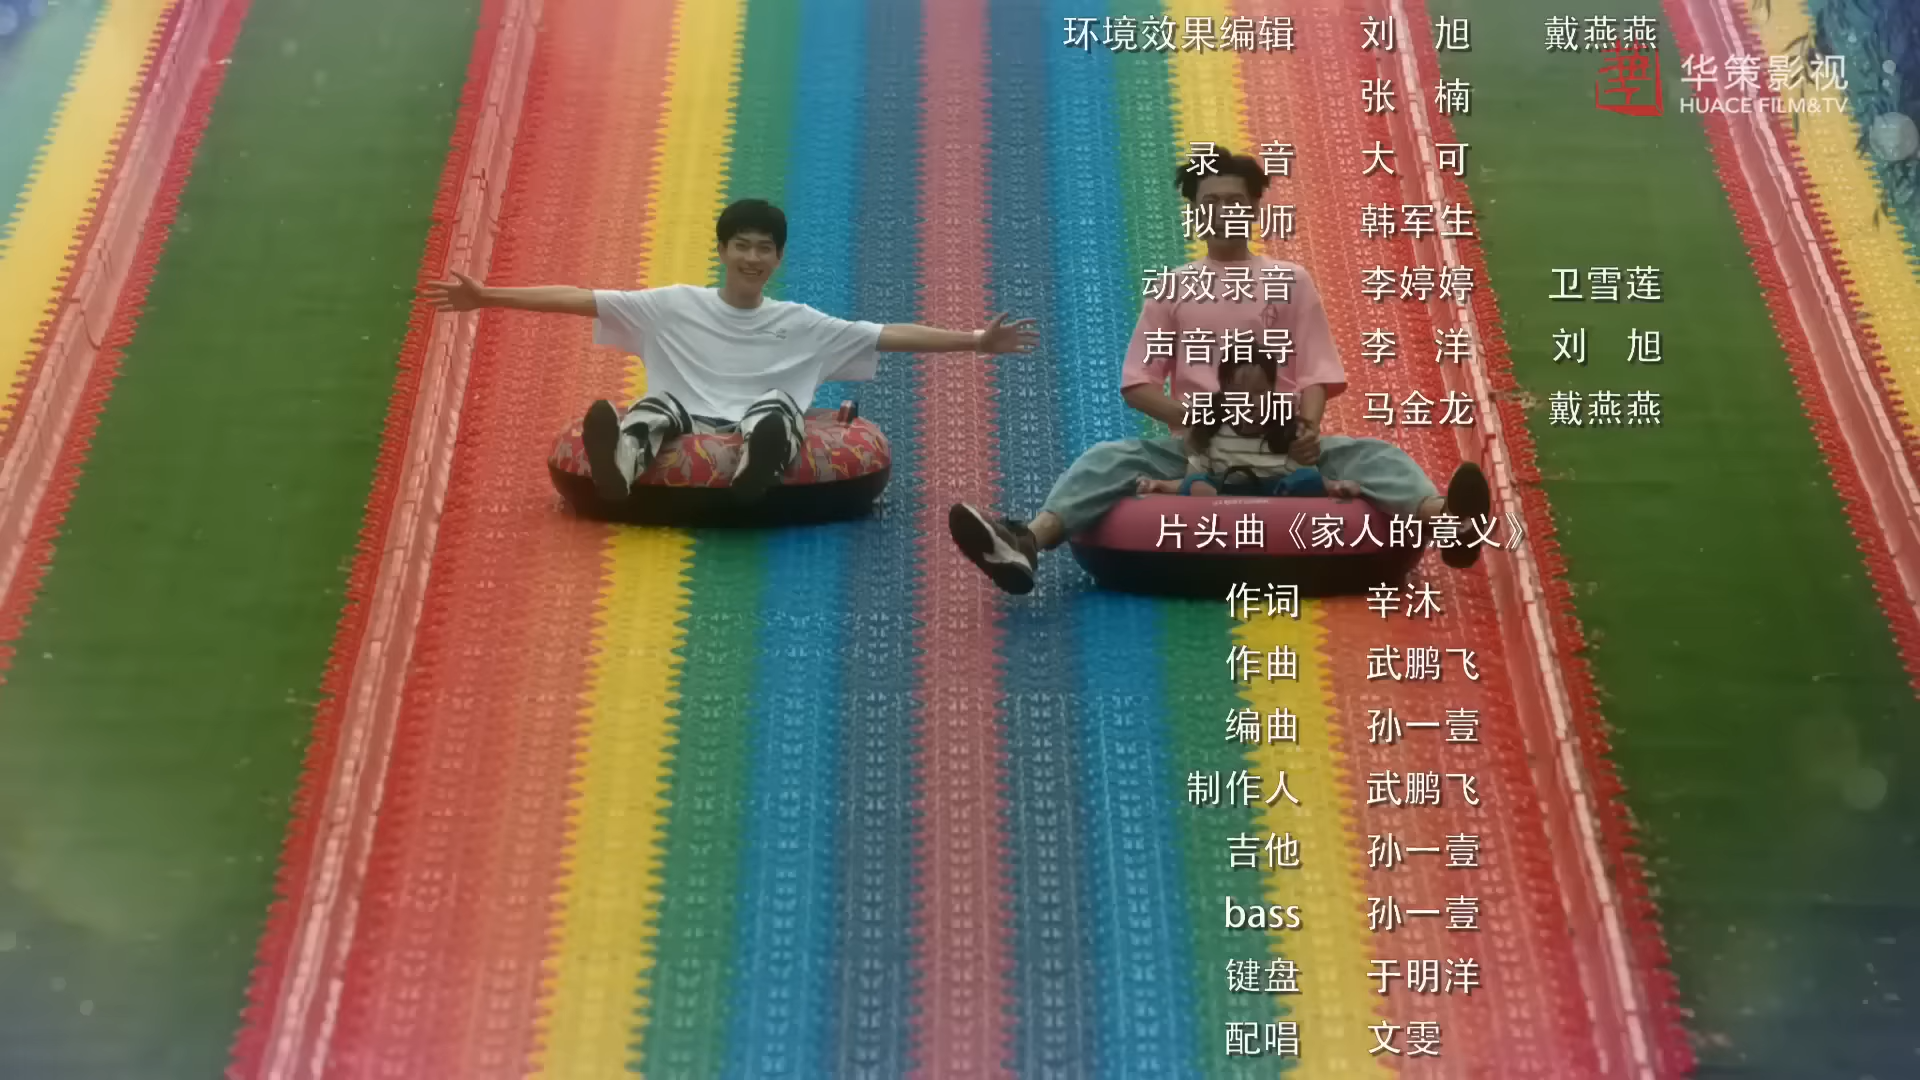 环境效果编辑 刘 旭 戴燕燕
张 楠
华策影视
HUACE FILM&TV
录 音 大 可
拟音师 韩军生
动效录音 李婷婷 卫雪莲
声音指导 李 洋 刘 旭
混录师 马金龙 戴燕燕
片头曲《家人的意义》
作词 辛沐
作曲 武鹏飞
编曲 孙一壹
制作人 武鹏飞
吉他 孙一壹
bass 孙一壹
键盘 于明洋
配唱 文雯